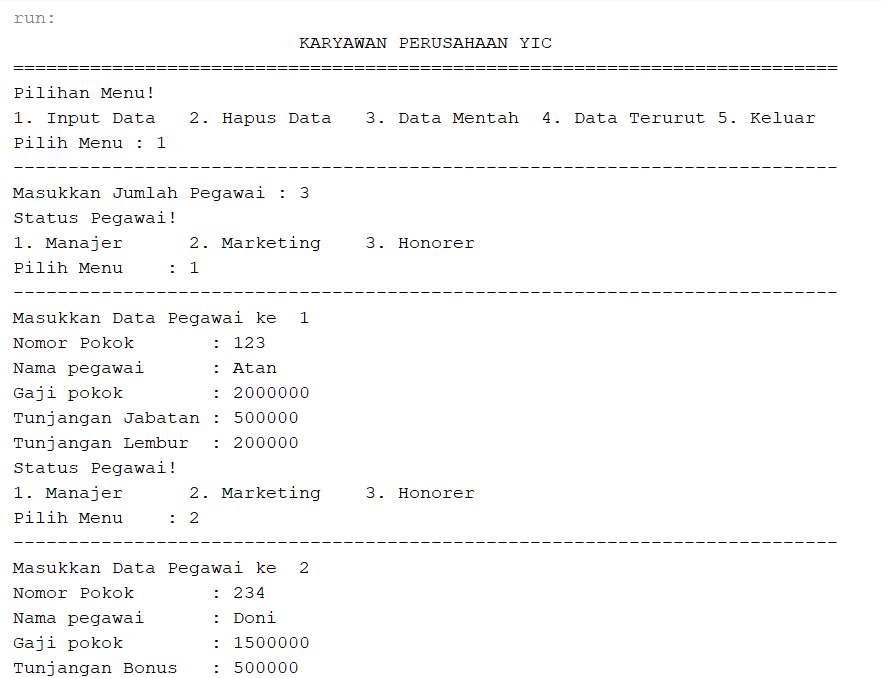 run:
KARYAWAN PERUSAHAAN YIC
===========================================================================
Pilihan Menu!
1. Input Data   2. Hapus Data   3. Data Mentah  4. Data Terurut 5. Keluar
Pilih Menu : 1
---------------------------------------------------------------------------
Masukkan Jumlah Pegawai : 3
Status Pegawai!
1. Manajer      2. Marketing    3. Honorer
Pilih Menu    : 1
---------------------------------------------------------------------------
Masukkan Data Pegawai ke  1
Nomor Pokok       : 123
Nama pegawai      : Atan
Gaji pokok        : 2000000
Tunjangan Jabatan : 500000
Tunjangan Lembur  : 200000
Status Pegawai!
1. Manajer      2. Marketing    3. Honorer
Pilih Menu    : 2
---------------------------------------------------------------------------
Masukkan Data Pegawai ke  2
Nomor Pokok       : 234
Nama pegawai      : Doni
Gaji pokok        : 1500000
Tunjangan Bonus   : 500000